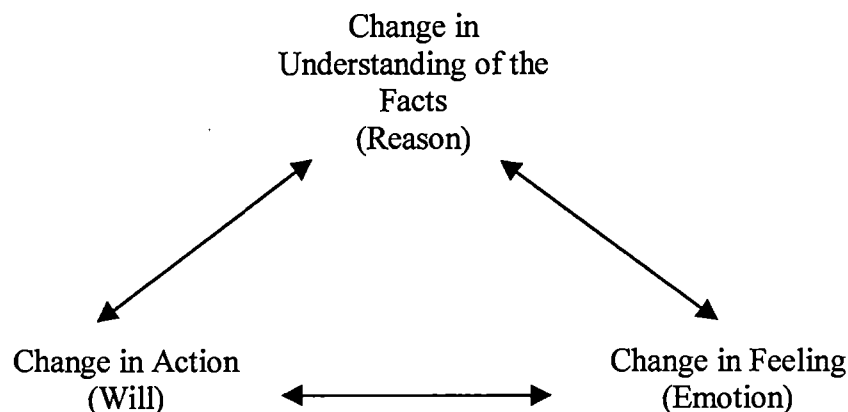 Change in
Understanding of the
Facts
(Reason)
Change in Action
(Will)
Change in Feeling
(Emotion)